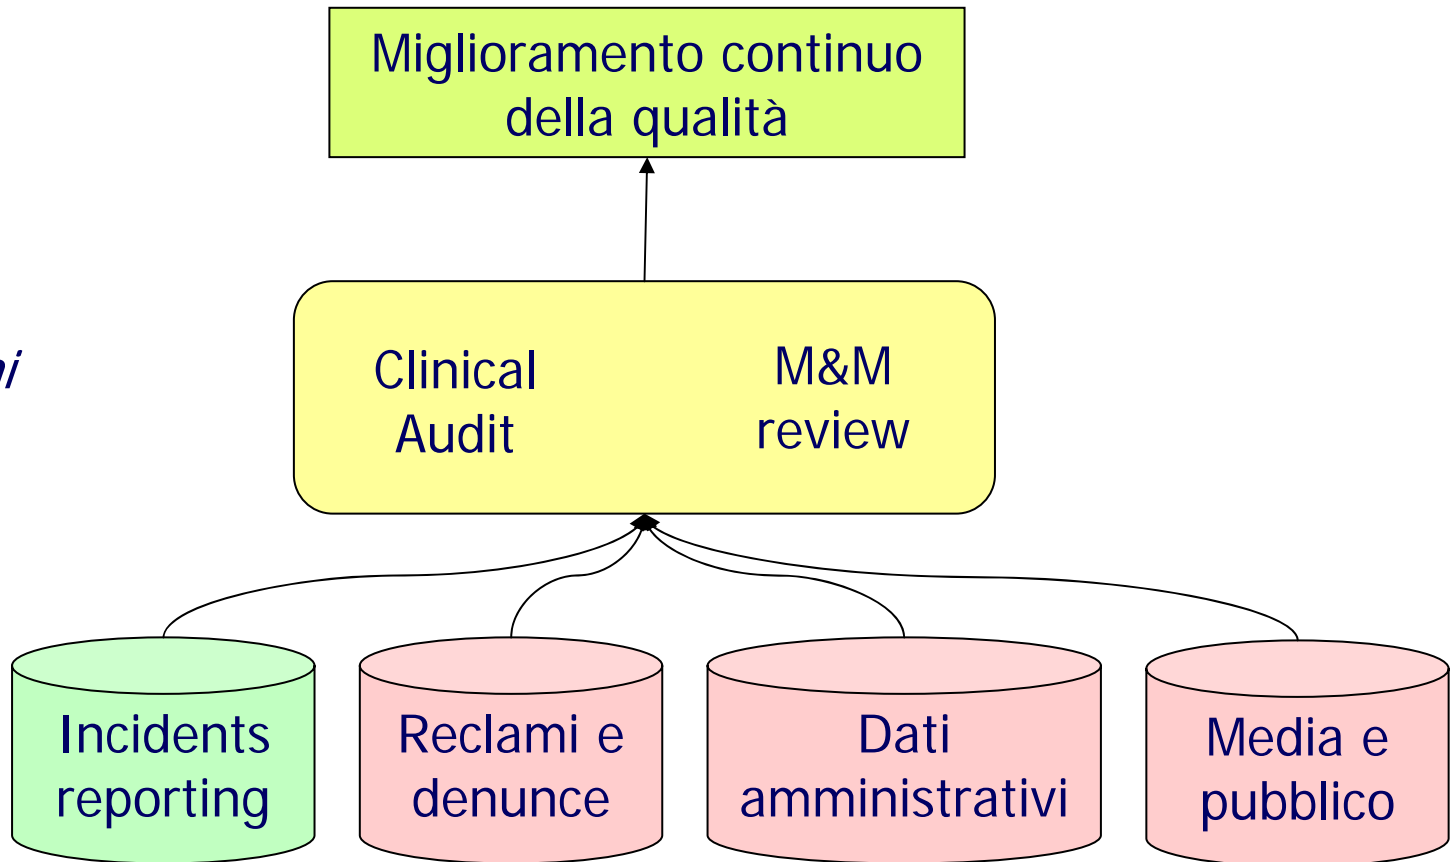 Miglioramento continuo
della qualità
Clinical
Audit
M&M
review
Incidents
reporting
Reclami e
denunce
Dati
amministrativi
Media e
pubblico